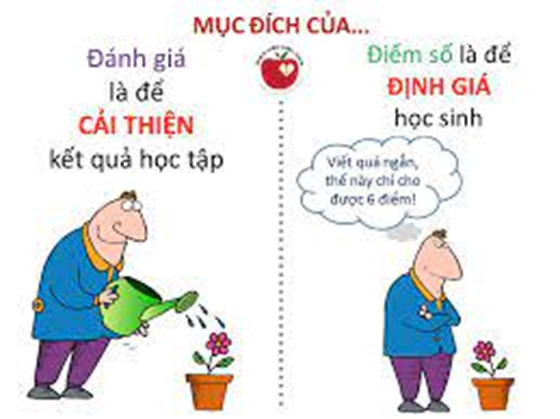 MỤC ĐÍCH CỦA...
Đánh giá
là để
CẢI THIỆN
kết quả học tập
Điểm số là để
ĐỊNH GIÁ
học sinh
Viết quá ngắn,
thế này chỉ cho
được 6 điểm!